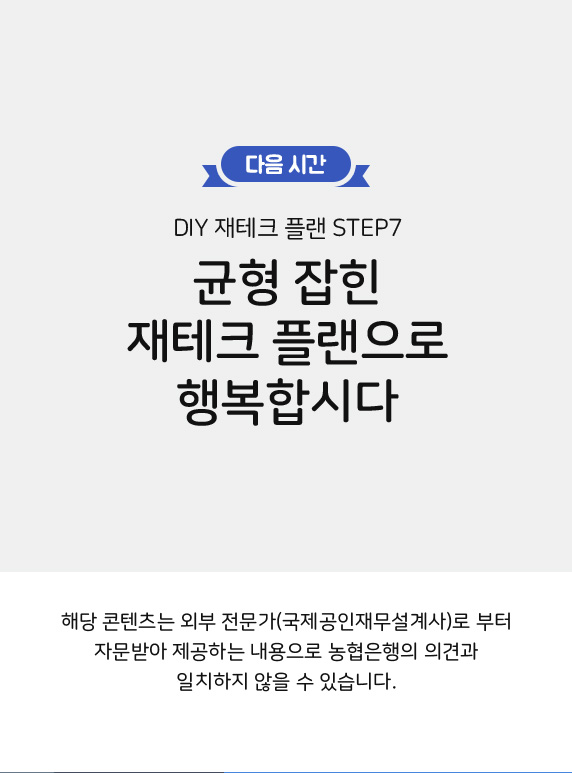 다음 시간
DIY 재테크 플랜 STEP7
균형 잡힌
재테크 플랜으로
행복합시다
해당 콘텐츠는 외부 전문가(국제공인재무설계사)로 부터
자문받아 제공하는 내용으로 농협은행의 의견과
일치하지 않을 수 있습니다.